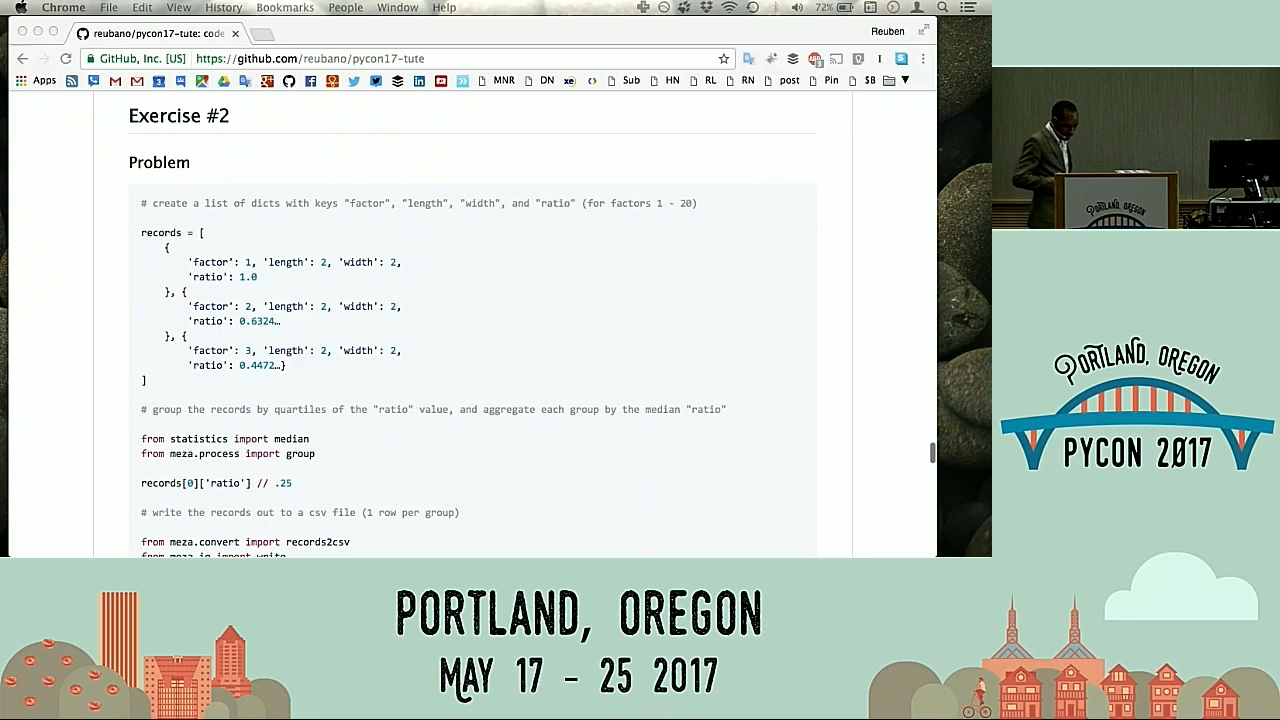 Chrome File Edit View History Bookmarks People Window Help 72%
reubano/pycon17-tute: code Reuben
GitHub, Inc. [US] https://github.com/reubano/pycon17-tute
Apps MNR DN Sub HN RL RN post Pin SB
Exercise #2
Problem
# create a list of dicts with keys "factor", "length", "width", and "ratio" (for factors 1 - 20)
records = [
{
'factor': 1, 'length': 2, 'width': 2,
'ratio': 1.0
}, {
'factor': 2, 'length': 2, 'width': 2,
'ratio': 0.6324…
}, {
'factor': 3, 'length': 2, 'width': 2,
'ratio': 0.4472…}
]
# group the records by quartiles of the "ratio" value, and aggregate each group by the median "ratio"
from statistics import median
from meza.process import group
records[0]['ratio'] // .25
# write the records out to a csv file (1 row per group)
from meza.convert import records2csv
from meza.io import write
PORTLAND, OREGON
PORTLAND, OREGON
PYCON 2017
PORTLAND, OREGON
MAY 17 - 25 2017